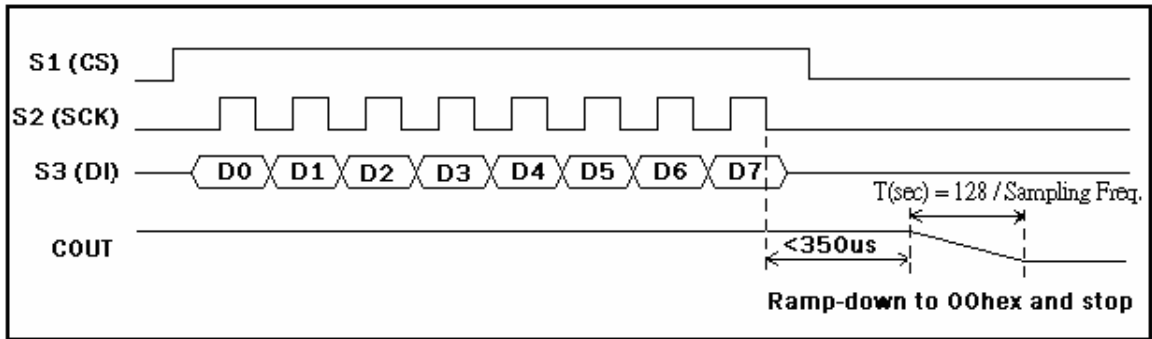 S1 (CS)
S2 (SCK)
S3 (DI)
D0 D1 D2 D3 D4 D5 D6 D7
T(sec) = 128 / Sampling Freq.
COUT
<350us
Ramp-down to 00hex and stop